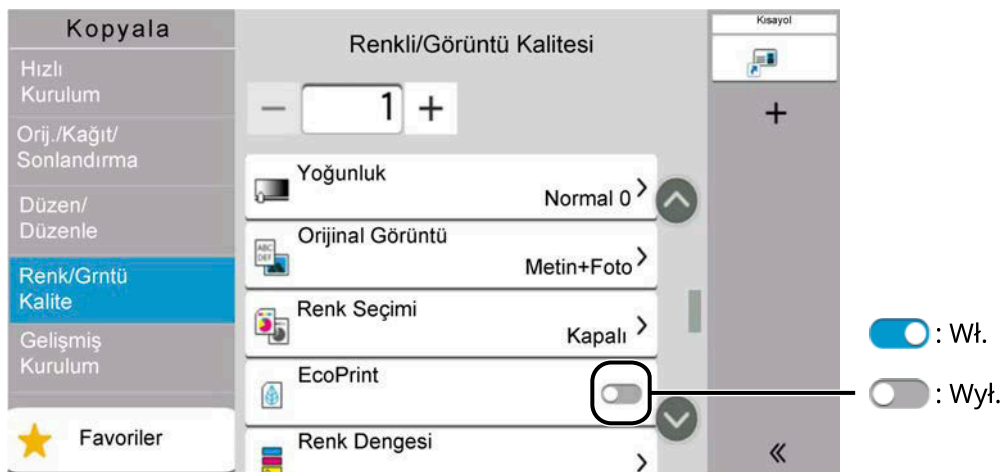 Kopyala
Hızlı
Kurulum
Orij./Kağıt/
Sonlandırma
Düzen/
Düzenle
Renk/Grntü
Kalite
Gelişmiş
Kurulum
Favoriler
Renkli/Görüntü Kalitesi
− 1 +
Yoğunluk
Normal 0
Orijinal Görüntü
ABC
DEF
Metin+Foto
Renk Seçimi
Kapalı
EcoPrint
Renk Dengesi
Kısayol
+
: Wł.
: Wył.